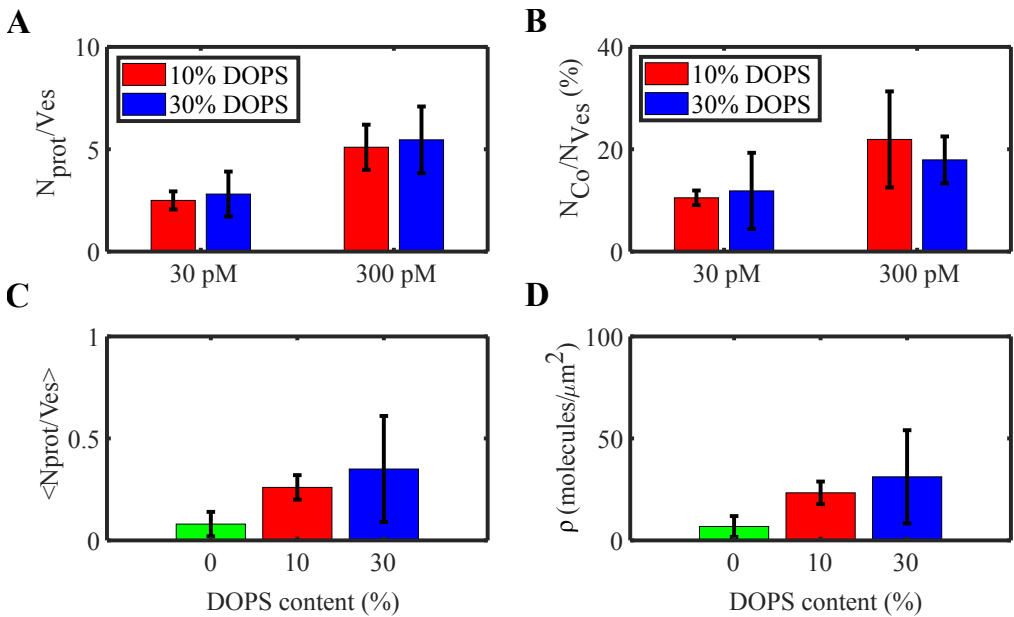 A
N_prot/Ves
10
5
0
10% DOPS
30% DOPS
30 pM
300 pM
B
N_Co/N_Ves (%)
40
20
0
10% DOPS
30% DOPS
30 pM
300 pM
C
<Nprot/Ves>
1
0.5
0
0
10
30
DOPS content (%)
D
ρ (molecules/μm²)
100
50
0
0
10
30
DOPS content (%)